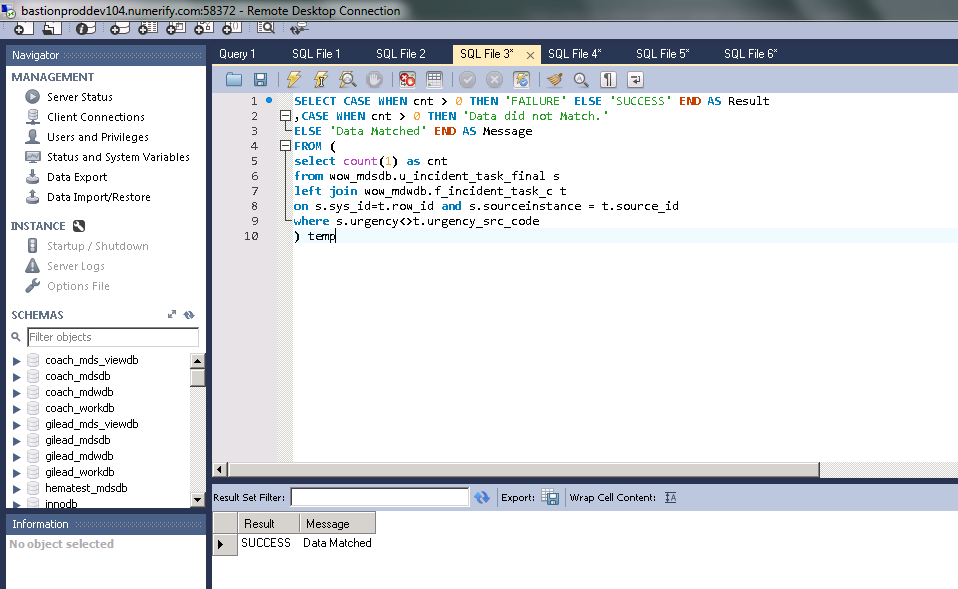 bastionproddev104.numerify.com:58372 - Remote Desktop Connection
Navigator
MANAGEMENT
Server Status
Client Connections
Users and Privileges
Status and System Variables
Data Export
Data Import/Restore
INSTANCE
Startup / Shutdown
Server Logs
Options File
SCHEMAS
Filter objects
coach_mds_viewdb
coach_mdsdb
coach_mdwdb
coach_workdb
gilead_mds_viewdb
gilead_mdsdb
gilead_mdwdb
gilead_workdb
hematest_mdsdb
innodb
Information
No object selected
Query 1 SQL File 1 SQL File 2 SQL File 3* SQL File 4* SQL File 5* SQL File 6*
1 SELECT CASE WHEN cnt > 0 THEN 'FAILURE' ELSE 'SUCCESS' END AS Result
2 ,CASE WHEN cnt > 0 THEN 'Data did not Match.'
3 ELSE 'Data Matched' END AS Message
4 FROM (
5 select count(1) as cnt
6 from wow_mdsdb.u_incident_task_final s
7 left join wow_mdwdb.f_incident_task_c t
8 on s.sys_id=t.row_id and s.sourceinstance = t.source_id
9 where s.urgency<>t.urgency_src_code
10 ) temp
Result Set Filter: Export: Wrap Cell Content:
Result Message
SUCCESS Data Matched